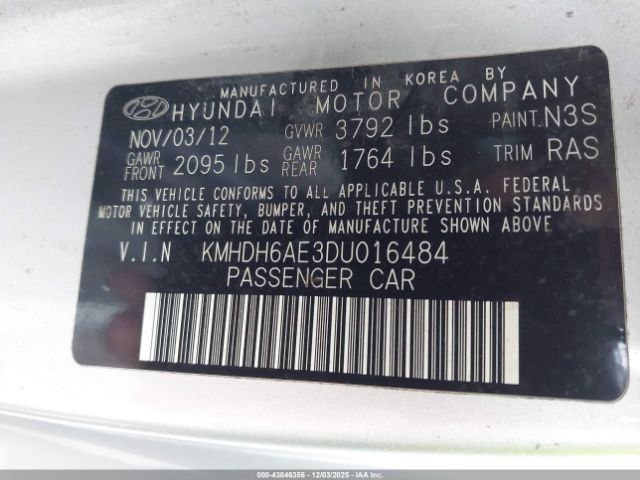 MANUFACTURED IN KOREA BY
HYUNDAI MOTOR COMPANY
NOV/03/12 GVWR 3792 lbs PAINT:N3S
GAWR FRONT 2095 lbs GAWR REAR 1764 lbs TRIM RAS
THIS VEHICLE CONFORMS TO ALL APPLICABLE U.S.A. FEDERAL
MOTOR VEHICLE SAFETY, BUMPER, AND THEFT PREVENTION STANDARDS
IN EFFECT ON THE DATE OF MANUFACTURE SHOWN ABOVE.
V.I.N KMHDH6AE3DU016484
PASSENGER CAR
000-43846356 - 12/03/2025 - COPART, IAA